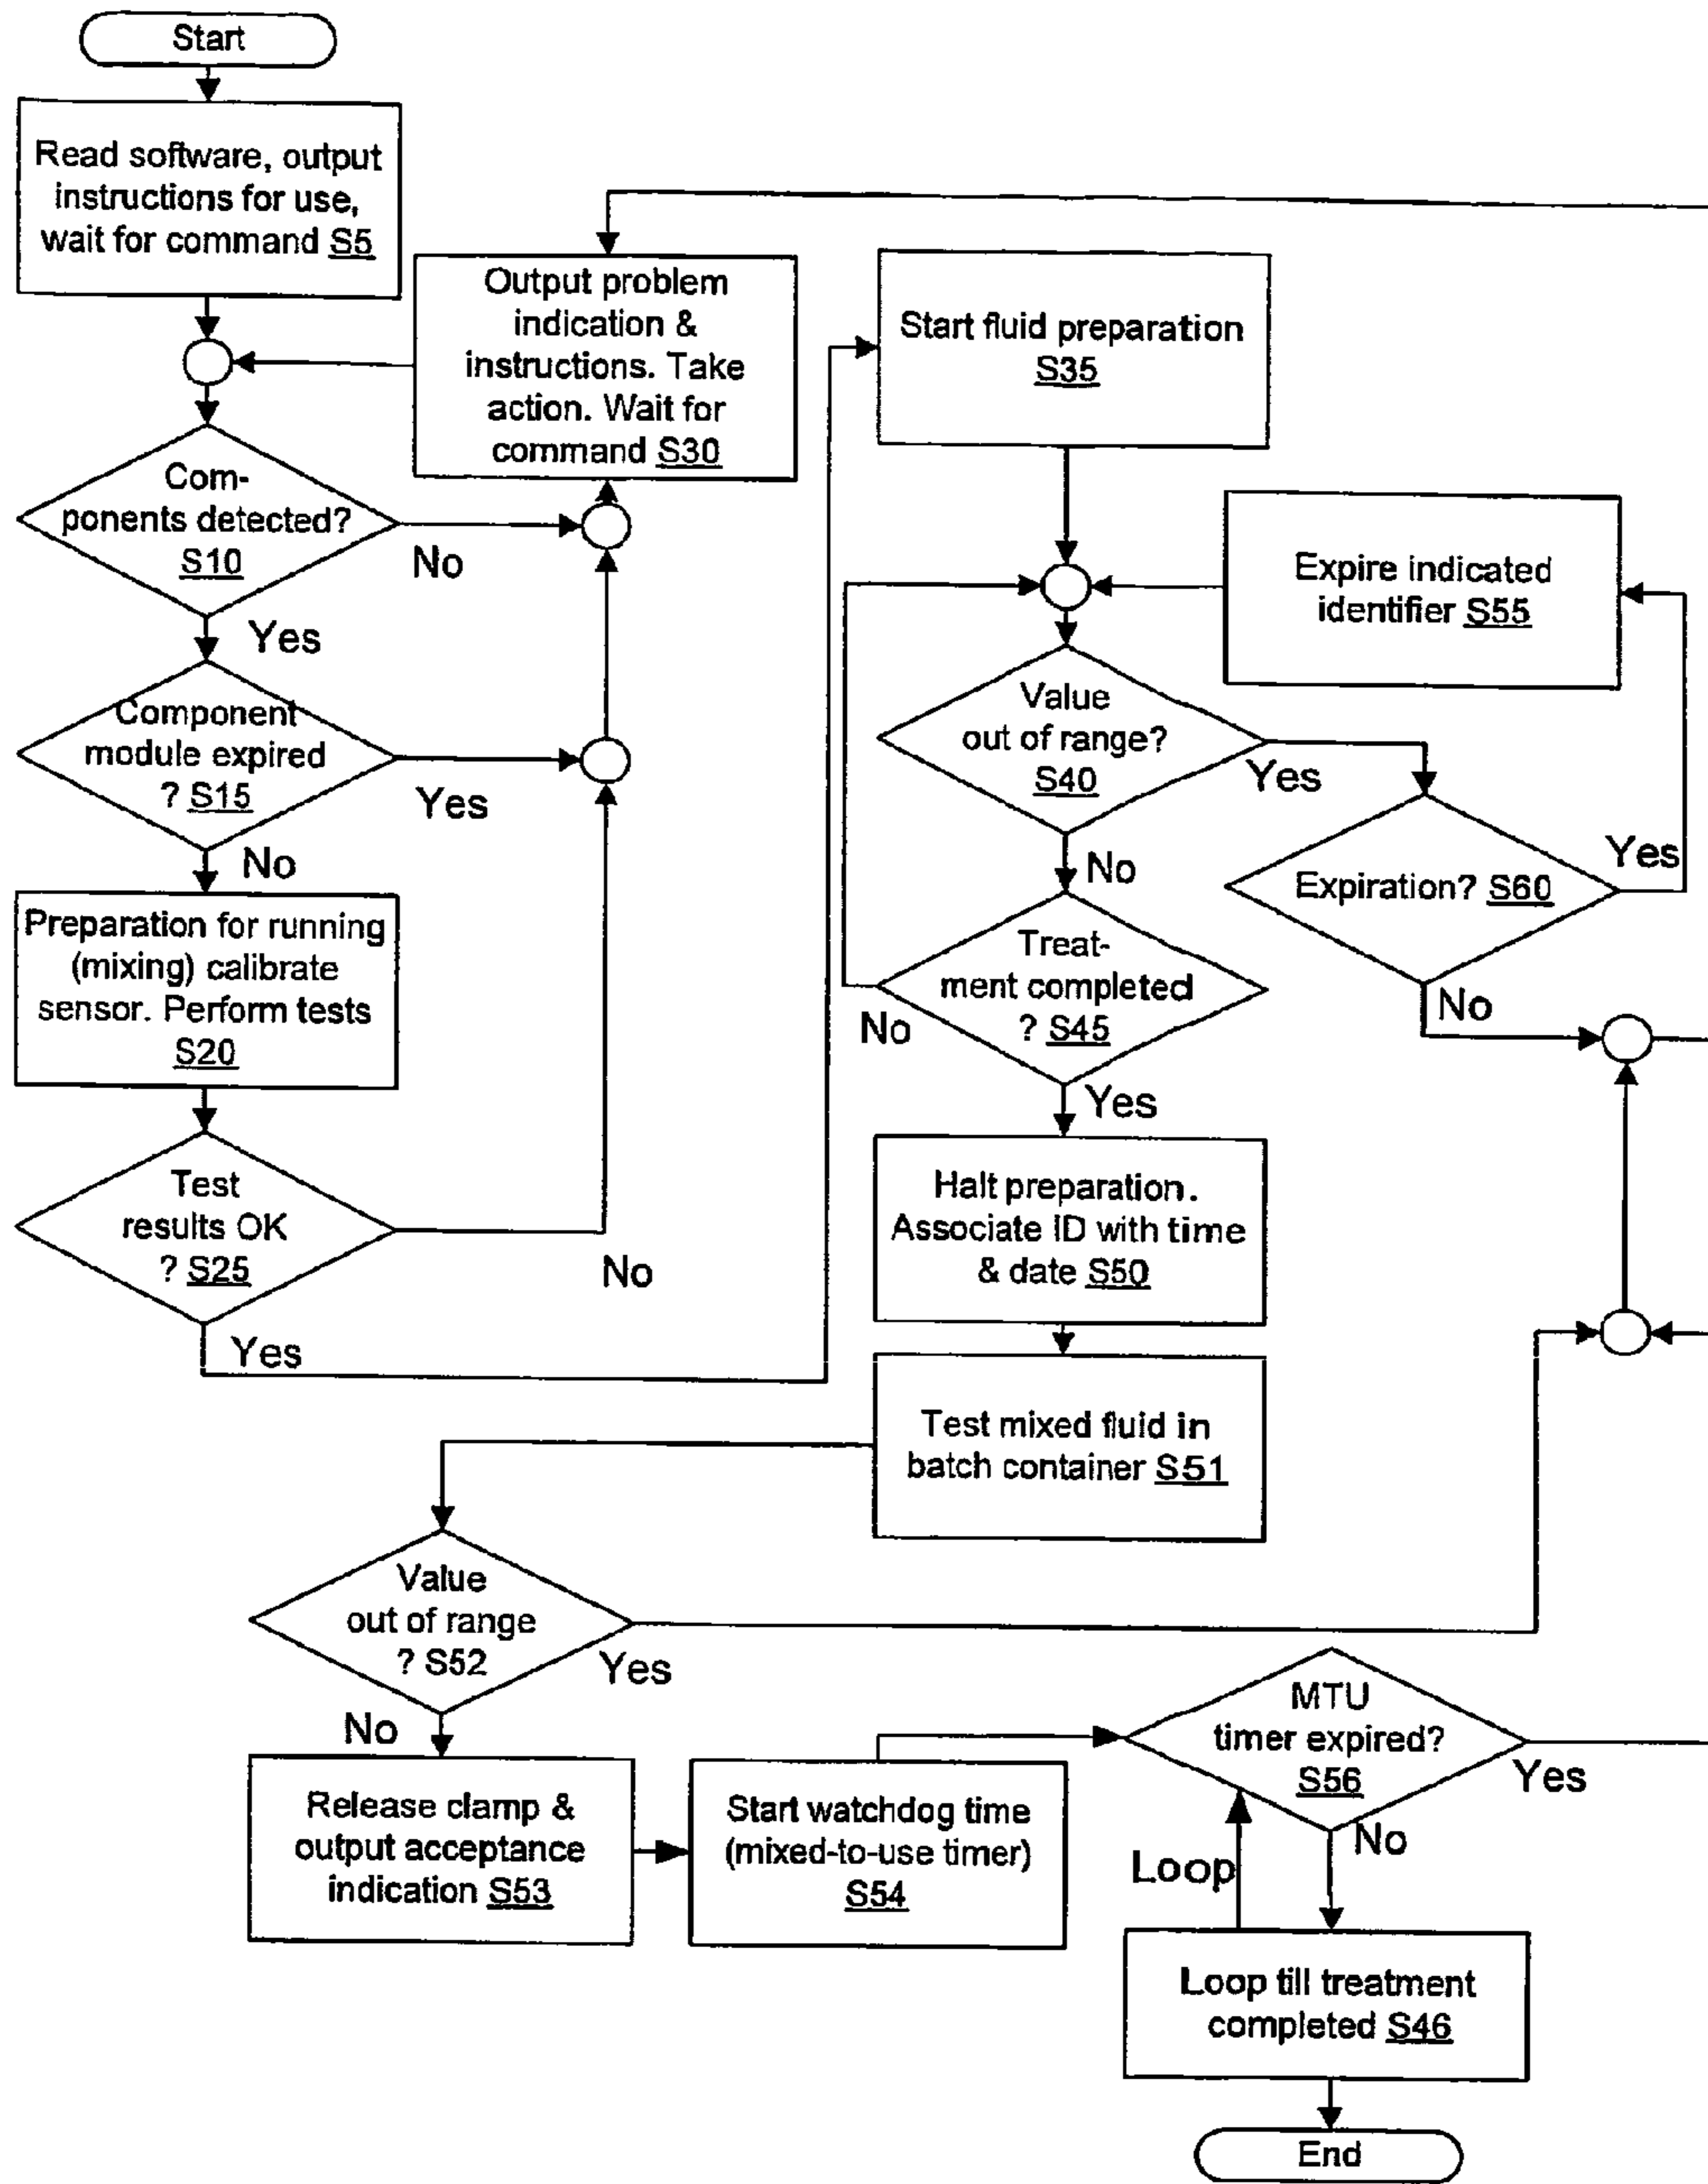 Start
Read software, output
instructions for use,
wait for command S5
Output problem
indication &
instructions. Take
action. Wait for
command S30
Com-
ponents detected?
S10
No
Yes
Component
module expired
? S15
Yes
No
Preparation for running
(mixing) calibrate
sensor. Perform tests
S20
Test
results OK
? S25
No
Yes
Start fluid preparation
S35
Expire indicated
identifier S55
Value
out of range?
S40
Yes
No
Expiration? S60
Yes
No
Treat-
ment completed
? S45
No
Yes
Halt preparation.
Associate ID with time
& date S50
Test mixed fluid in
batch container S51
Value
out of range
? S52
Yes
No
Release clamp &
output acceptance
indication S53
Start watchdog time
(mixed-to-use timer)
S54
MTU
timer expired?
S56
Yes
No
Loop
Loop till treatment
completed S46
End